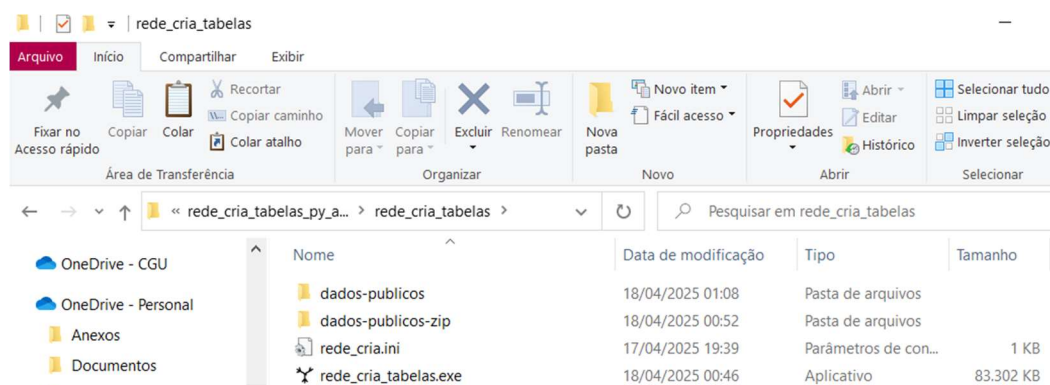 rede_cria_tabelas
Arquivo Início Compartilhar Exibir
Fixar no
Acesso rápido
Copiar
Colar
Recortar
Copiar caminho
Colar atalho
Área de Transferência
Mover
para
Copiar
para
Excluir
Renomear
Organizar
Nova
pasta
Novo item
Fácil acesso
Novo
Propriedades
Abrir
Editar
Histórico
Abrir
Selecionar tudo
Limpar seleção
Inverter seleção
Selecionar
« rede_cria_tabelas_py_a... > rede_cria_tabelas >
Pesquisar em rede_cria_tabelas
OneDrive - CGU
OneDrive - Personal
Anexos
Documentos
Nome Data de modificação Tipo Tamanho
dados-publicos 18/04/2025 01:08 Pasta de arquivos
dados-publicos-zip 18/04/2025 00:52 Pasta de arquivos
rede_cria.ini 17/04/2025 19:39 Parâmetros de con... 1 KB
rede_cria_tabelas.exe 18/04/2025 00:46 Aplicativo 83.302 KB